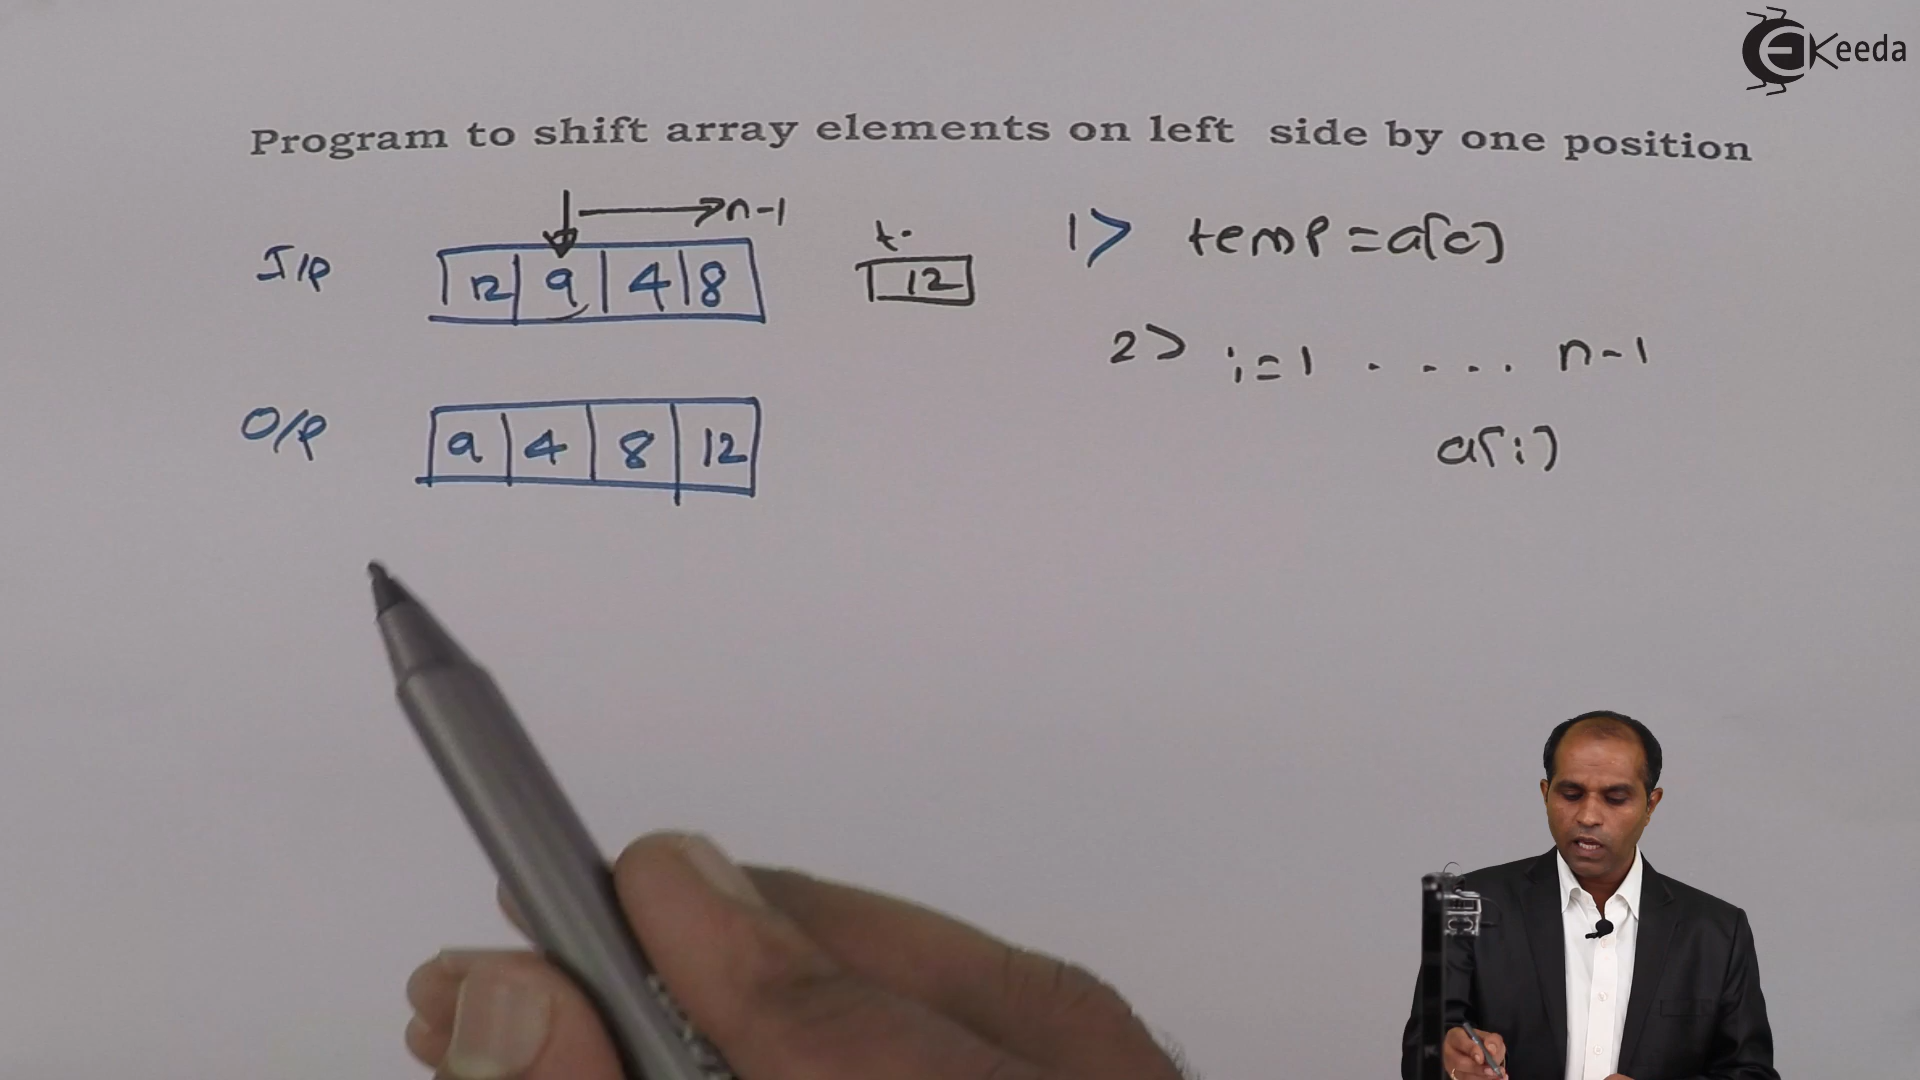 Keeda
Program to shift array elements on left side by one position
n-1
I/P 12 9 4 8
t.
12
1> temp = a[0]
2> i=1 . . . . n-1
a[i]
O/P 9 4 8 12